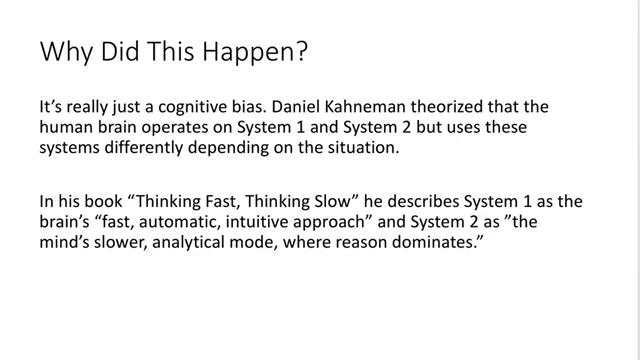 Why Did This Happen?
It’s really just a cognitive bias. Daniel Kahneman theorized that the
human brain operates on System 1 and System 2 but uses these
systems differently depending on the situation.
In his book “Thinking Fast, Thinking Slow” he describes System 1 as the
brain’s “fast, automatic, intuitive approach” and System 2 as ”the
mind’s slower, analytical mode, where reason dominates.”